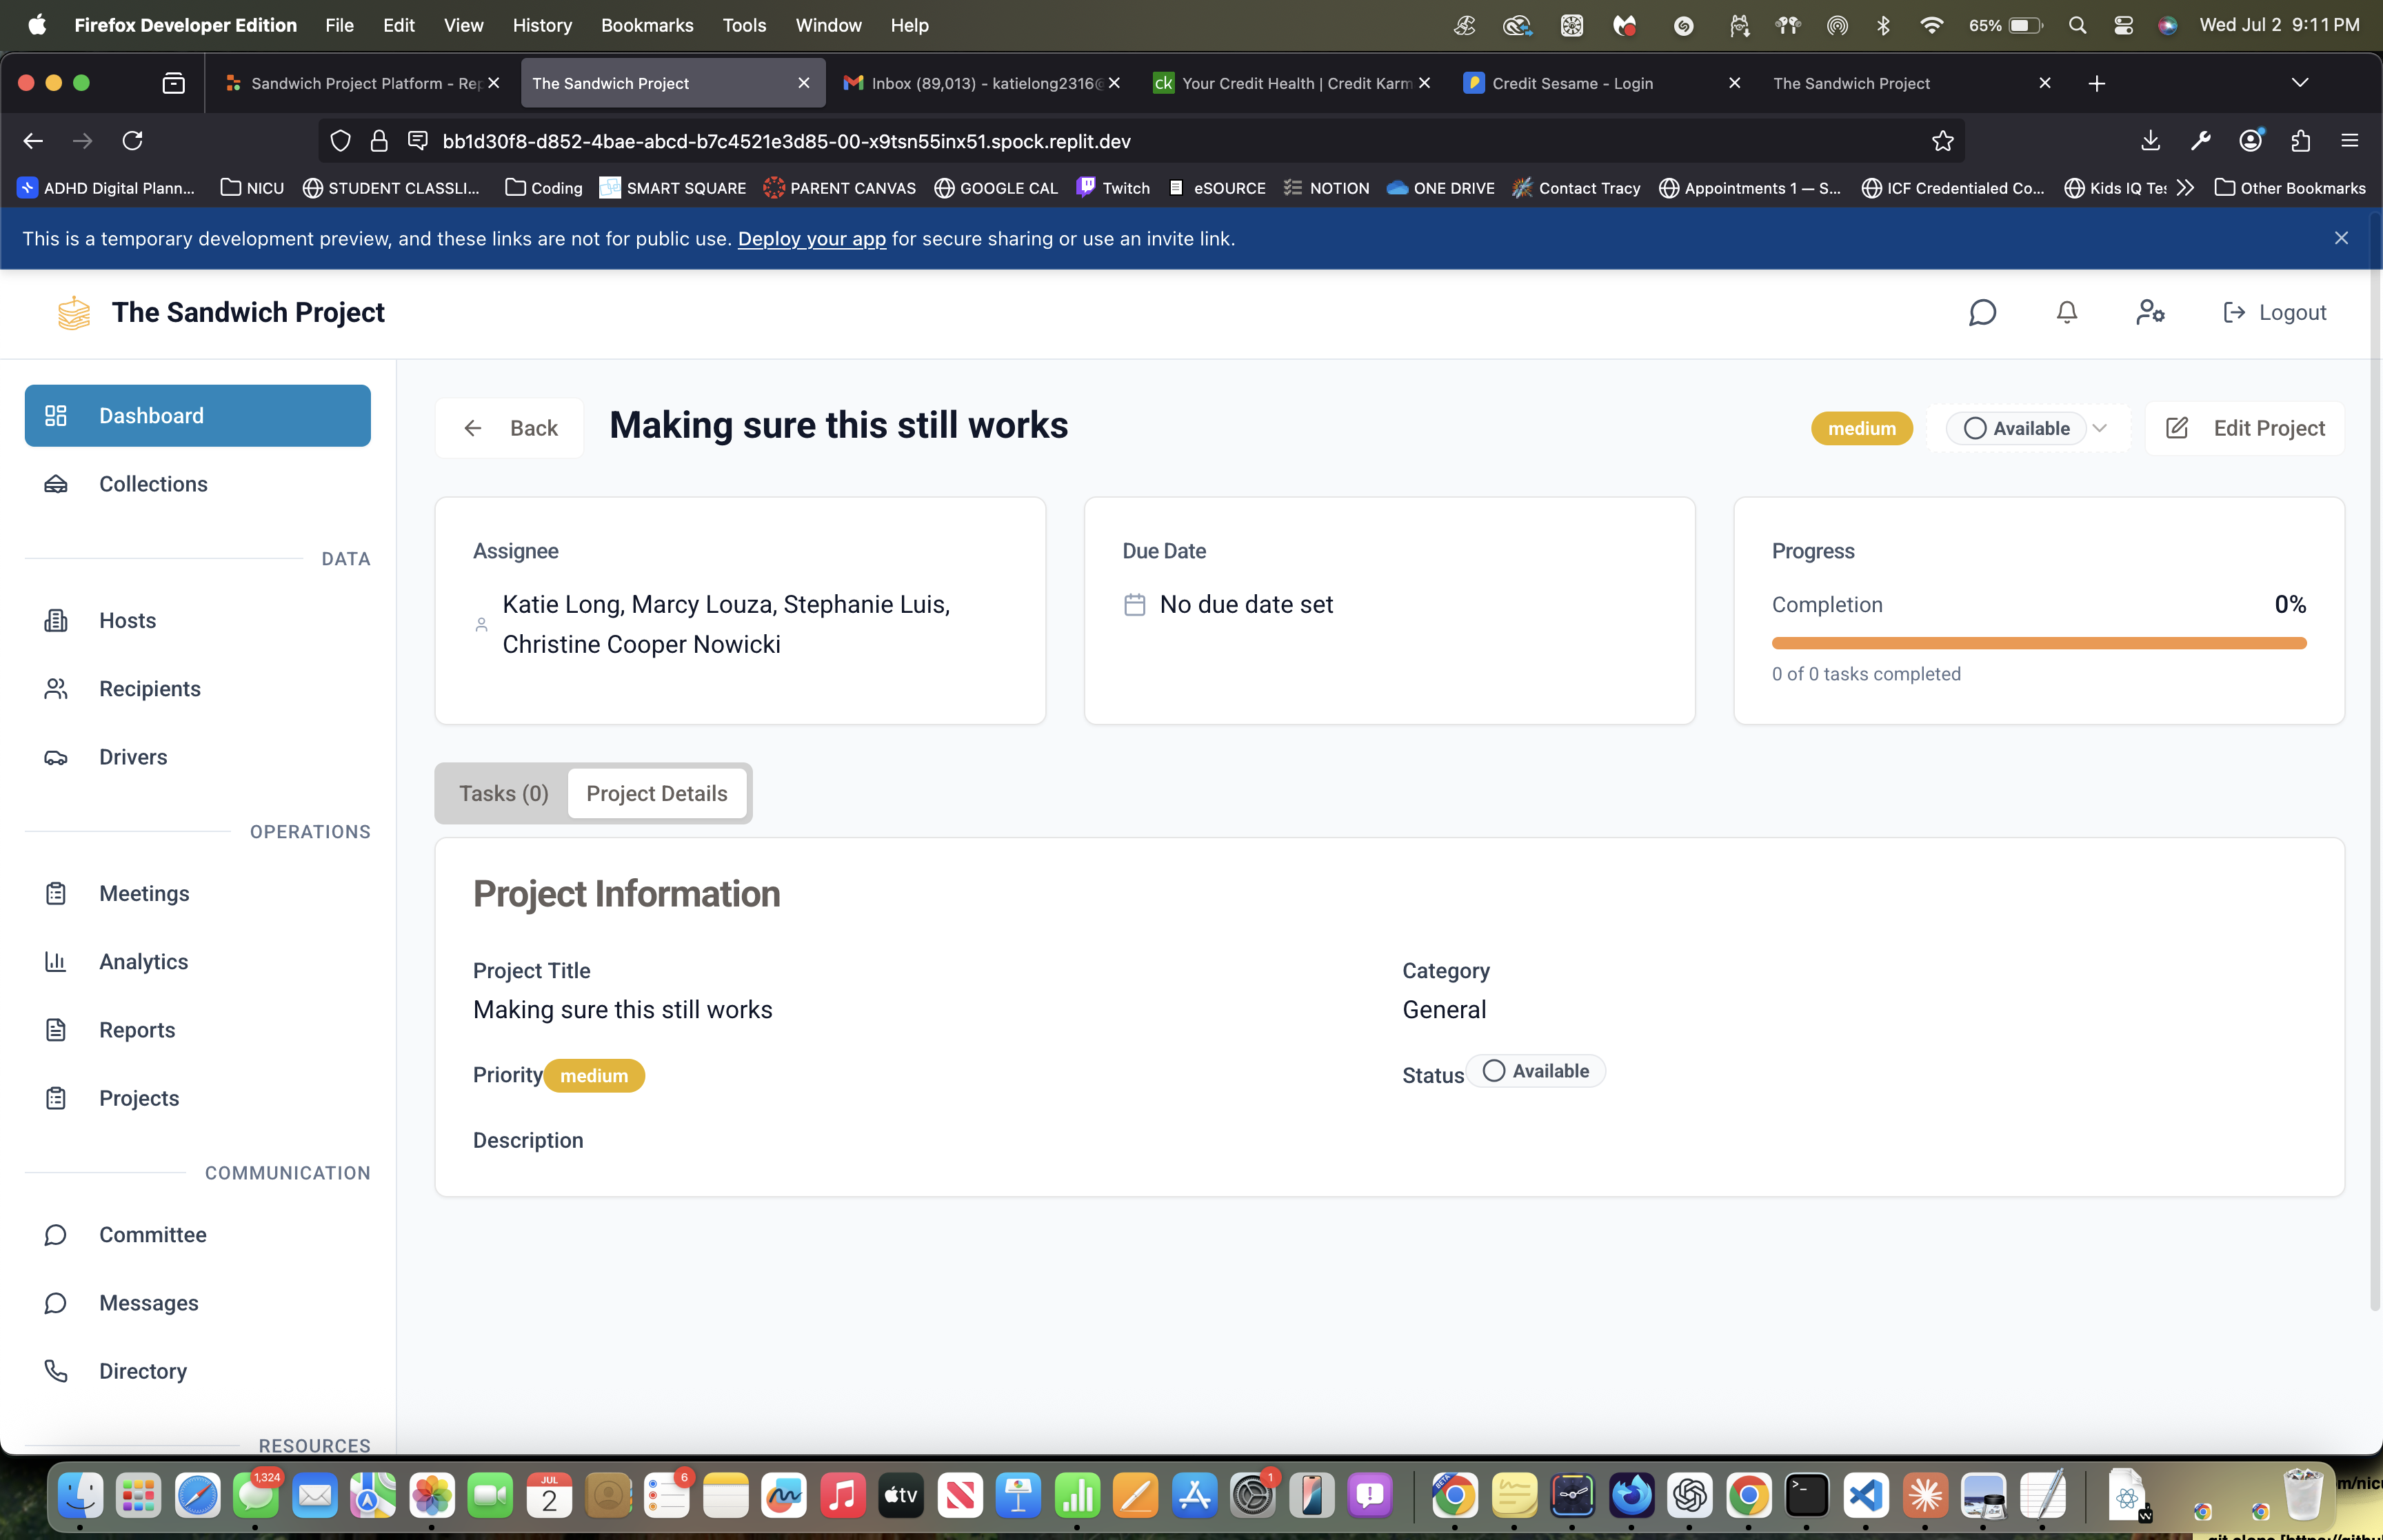 Firefox Developer Edition File Edit View History Bookmarks Tools Window Help 65% Wed Jul 2 9:11 PM
Sandwich Project Platform - Rep The Sandwich Project Inbox (89,013) - katielong2316@ ck Your Credit Health | Credit Karm Credit Sesame - Login The Sandwich Project
bb1d30f8-d852-4bae-abcd-b7c4521e3d85-00-x9tsn55inx51.spock.replit.dev
ADHD Digital Plann... NICU STUDENT CLASSLI... Coding SMART SQUARE PARENT CANVAS GOOGLE CAL Twitch eSOURCE NOTION ONE DRIVE Contact Tracy Appointments 1 — S... ICF Credentialed Co... Kids IQ Tes Other Bookmarks
This is a temporary development preview, and these links are not for public use. Deploy your app for secure sharing or use an invite link.
The Sandwich Project
Logout
Dashboard
Collections
DATA
Hosts
Recipients
Drivers
OPERATIONS
Meetings
Analytics
Reports
Projects
COMMUNICATION
Committee
Messages
Directory
RESOURCES
Back
Making sure this still works
medium
Available
Edit Project
Assignee
Katie Long, Marcy Louza, Stephanie Luis,
Christine Cooper Nowicki
Due Date
No due date set
Progress
Completion 0%
0 of 0 tasks completed
Tasks (0) Project Details
Project Information
Project Title
Making sure this still works
Category
General
Priority medium
Status Available
Description
1,324
JUL
2
6
tv
1
BETA
m/nicu